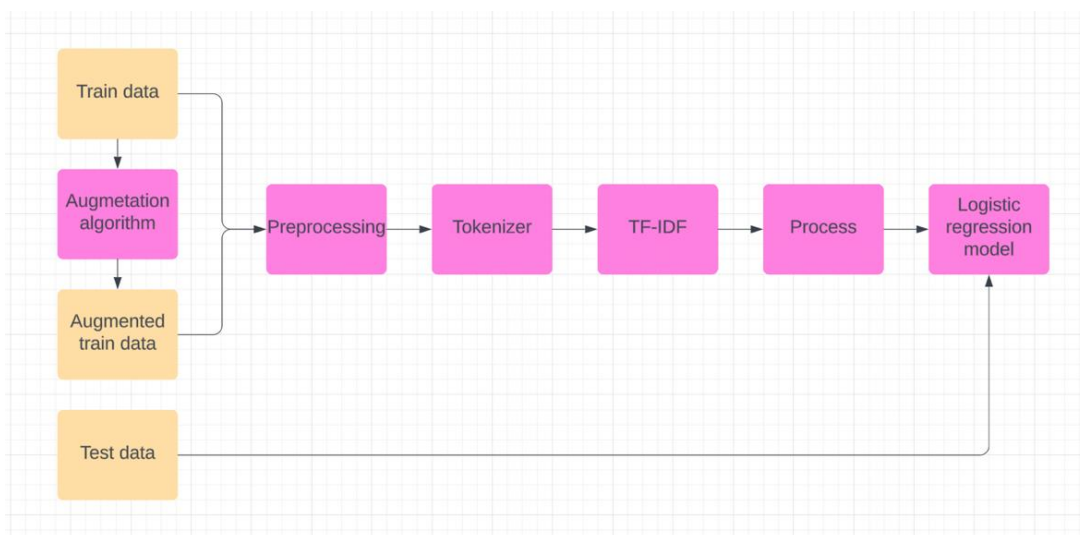 Train data
Augmetation
algorithm
Augmented
train data
Test data
Preprocessing
Tokenizer
TF-IDF
Process
Logistic
regression
model